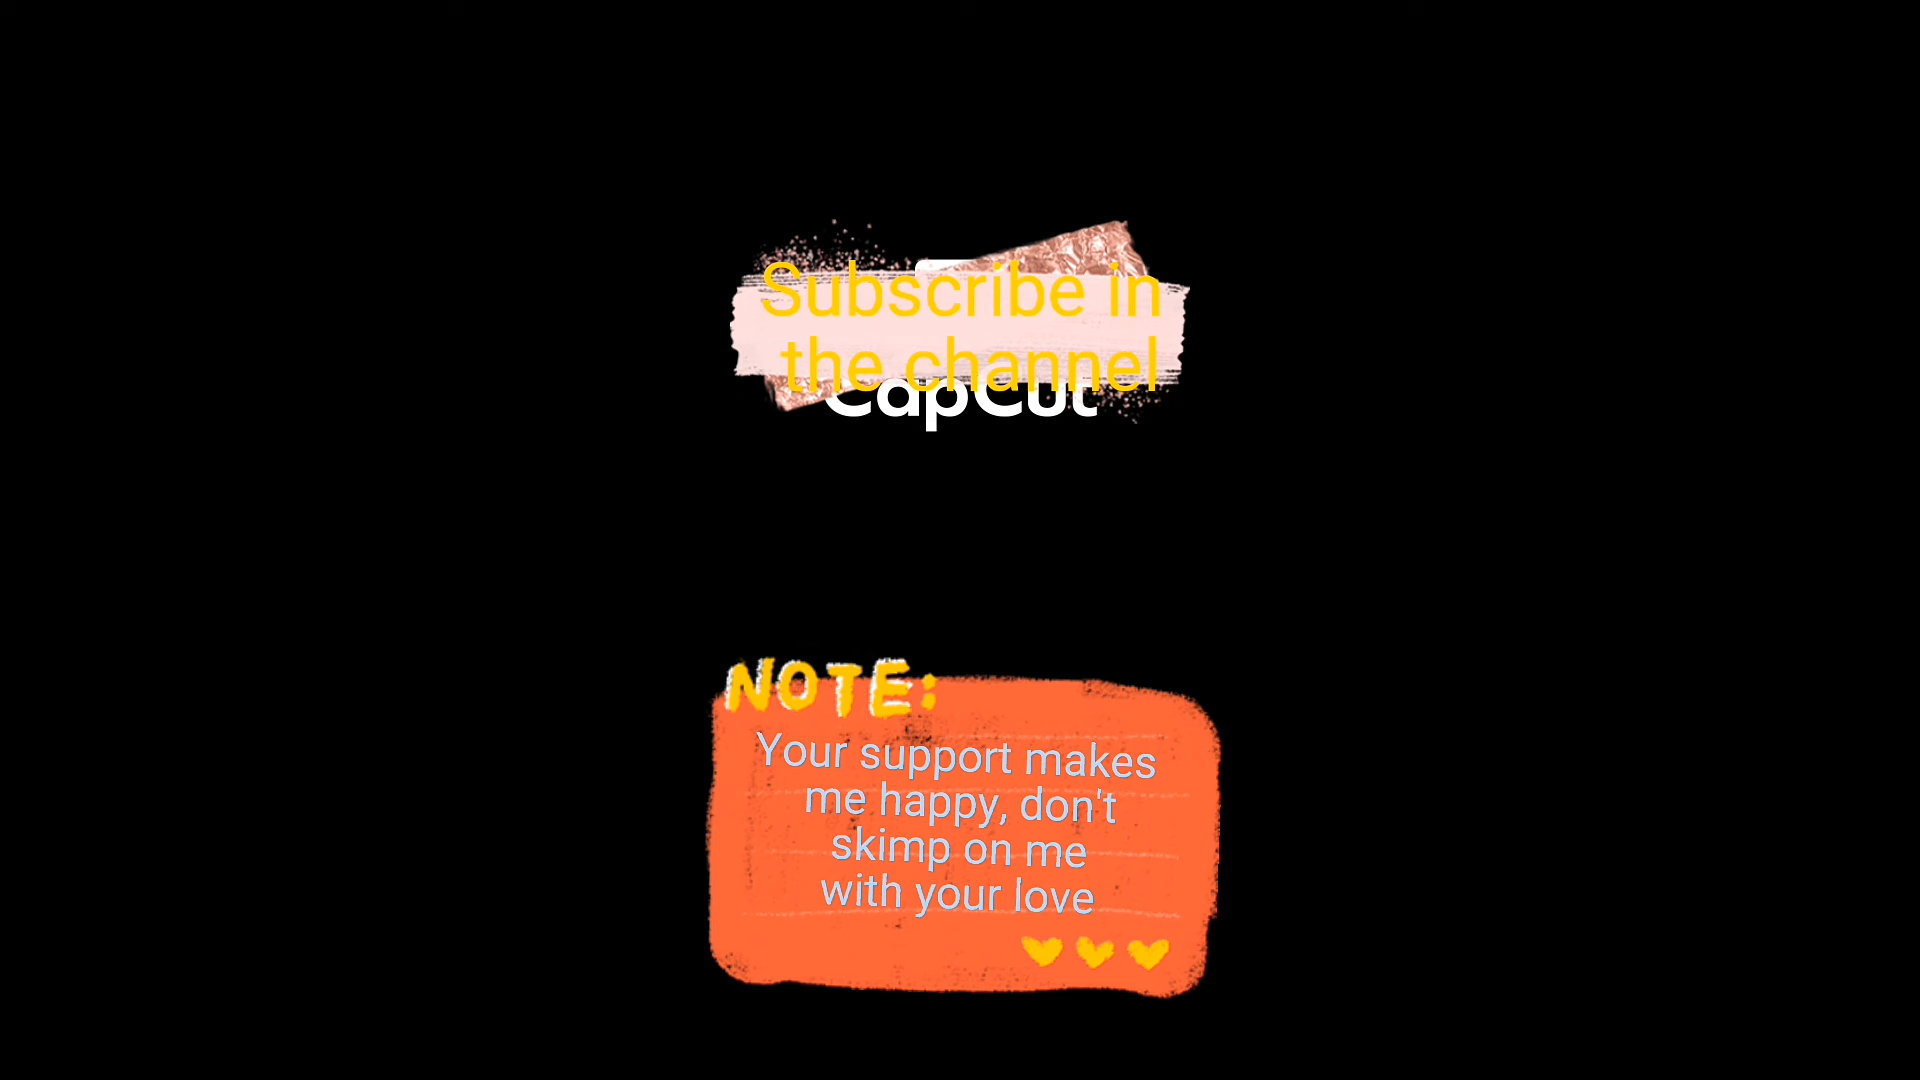 Subscribe in
the channel
CapCut
NOTE:
Your support makes
me happy, don't
skimp on me
with your love